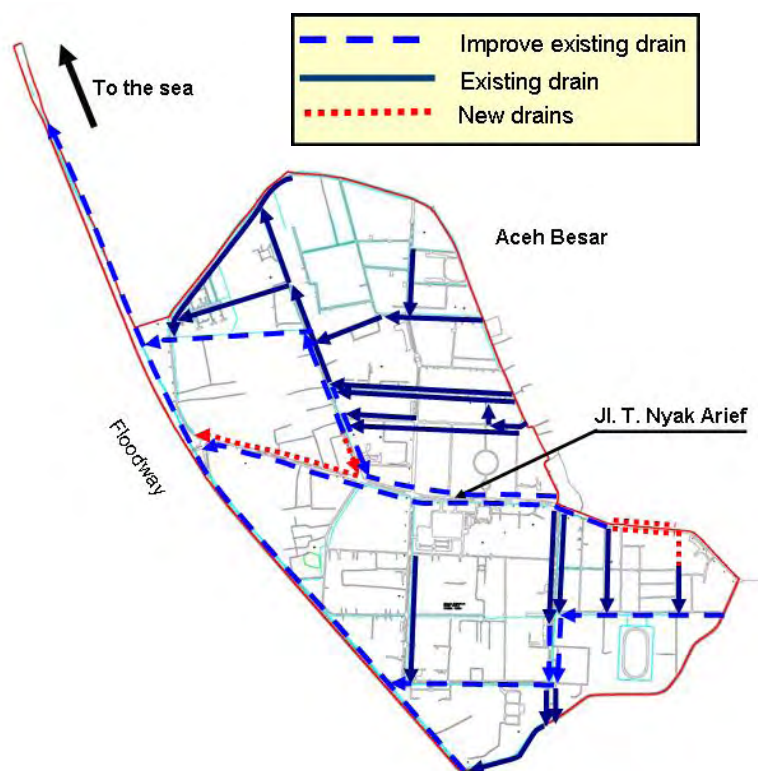 Improve existing drain
Existing drain
New drains
To the sea
Aceh Besar
Jl. T. Nyak Arief
Floodway